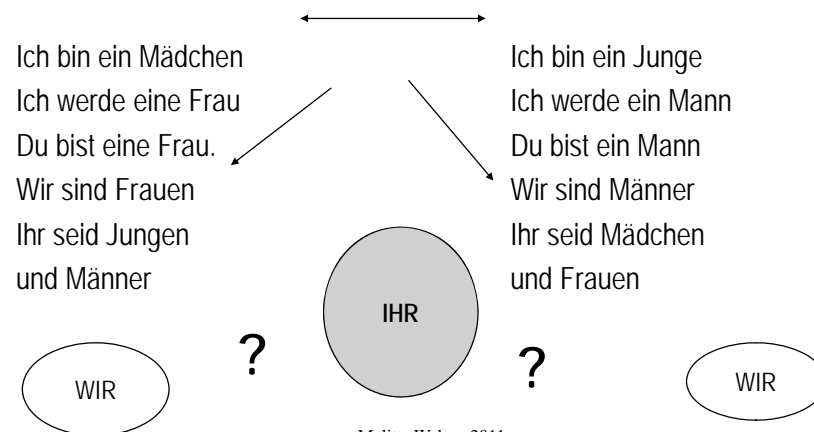 Ich bin ein Mädchen
Ich werde eine Frau
Du bist eine Frau.
Wir sind Frauen
Ihr seid Jungen
und Männer
Ich bin ein Junge
Ich werde ein Mann
Du bist ein Mann
Wir sind Männer
Ihr seid Mädchen
und Frauen
IHR
?
?
WIR
WIR